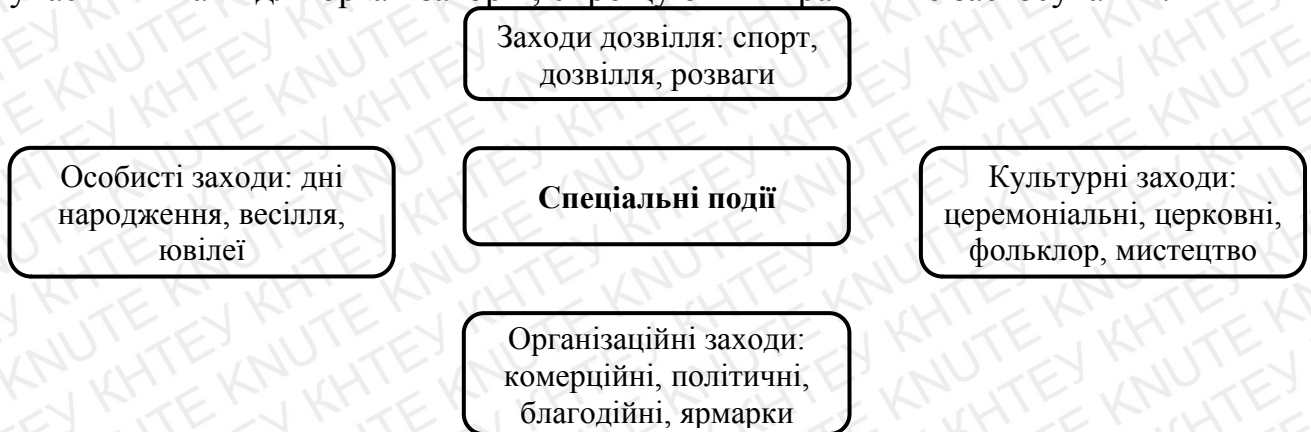 Заходи дозвілля: спорт,
дозвілля, розваги
Особисті заходи: дні
народження, весілля,
ювілеї
Спеціальні події
Культурні заходи:
церемоніальні, церковні,
фольклор, мистецтво
Організаційні заходи:
комерційні, політичні,
благодійні, ярмарки